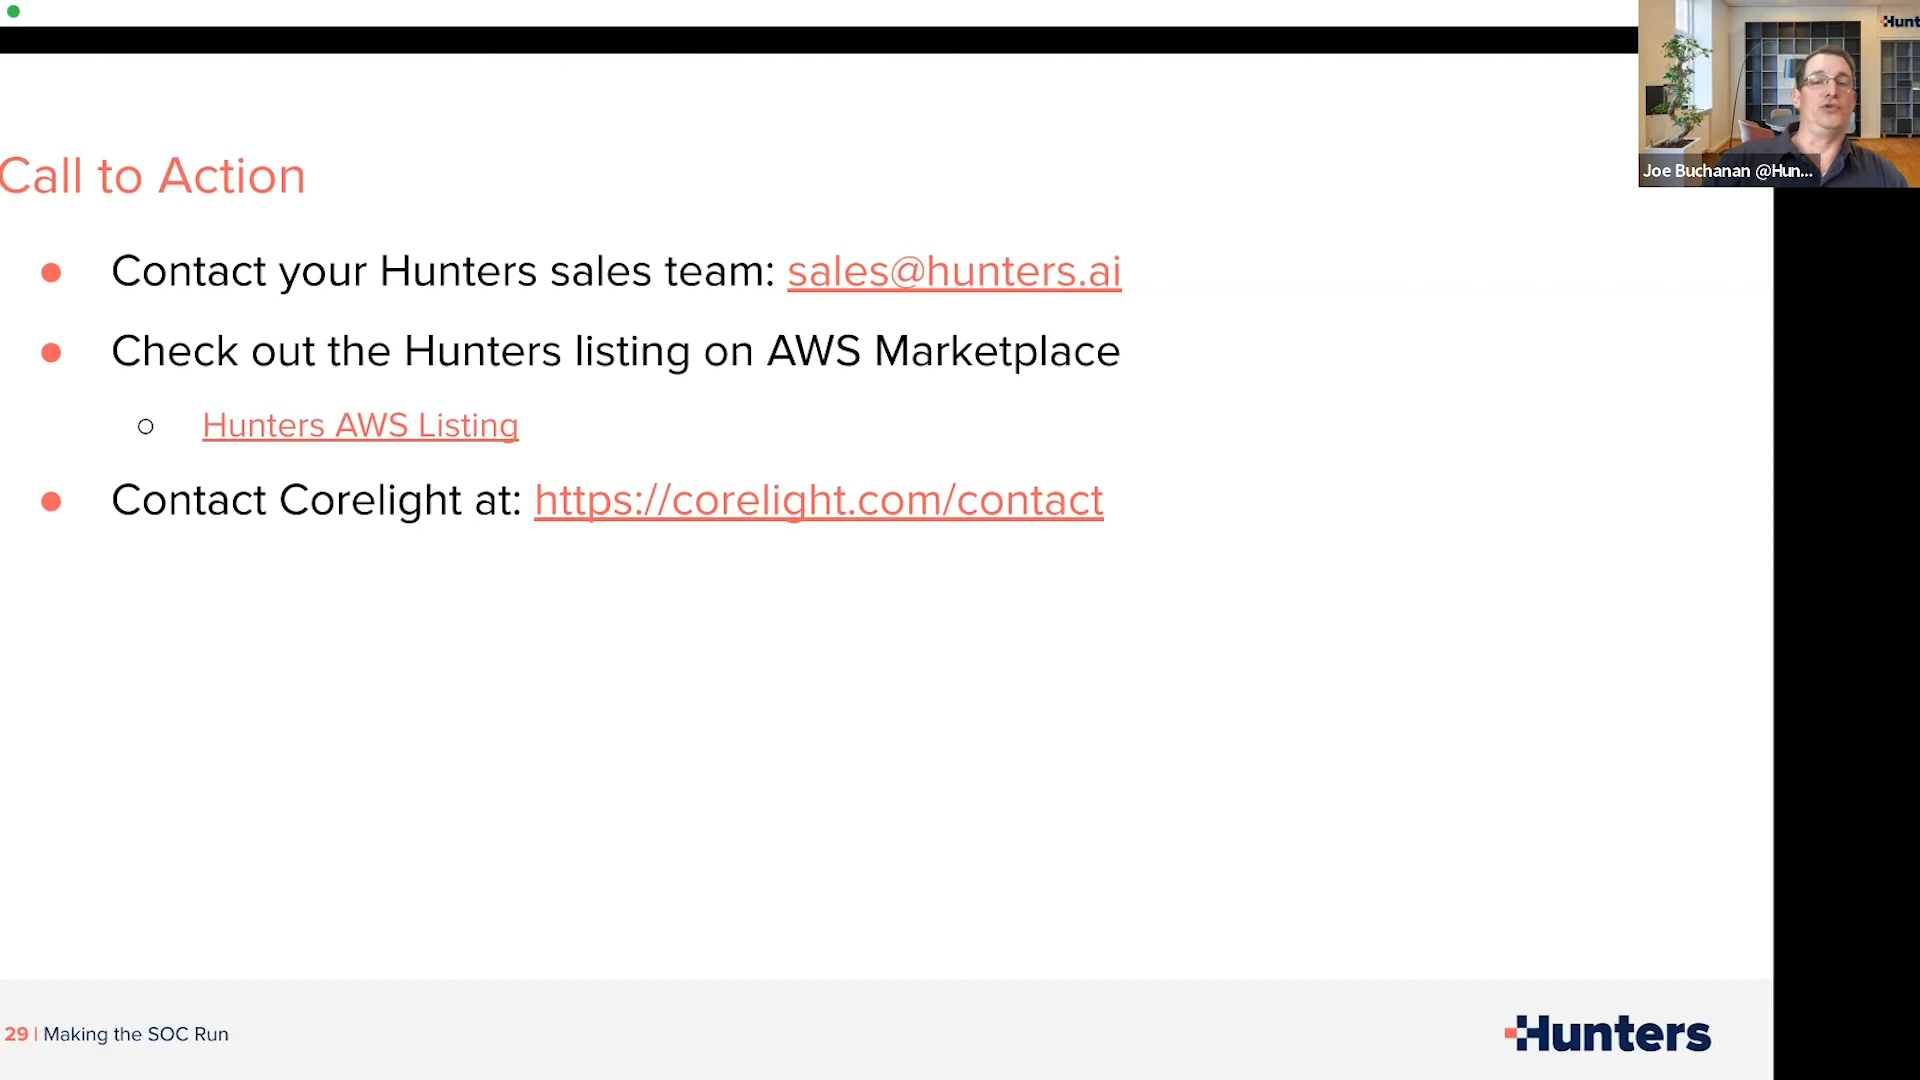 Hunt
Joe Buchanan @Hun...
Call to Action
● Contact your Hunters sales team: sales@hunters.ai
● Check out the Hunters listing on AWS Marketplace
○ Hunters AWS Listing
● Contact Corelight at: https://corelight.com/contact
29 | Making the SOC Run
Hunters